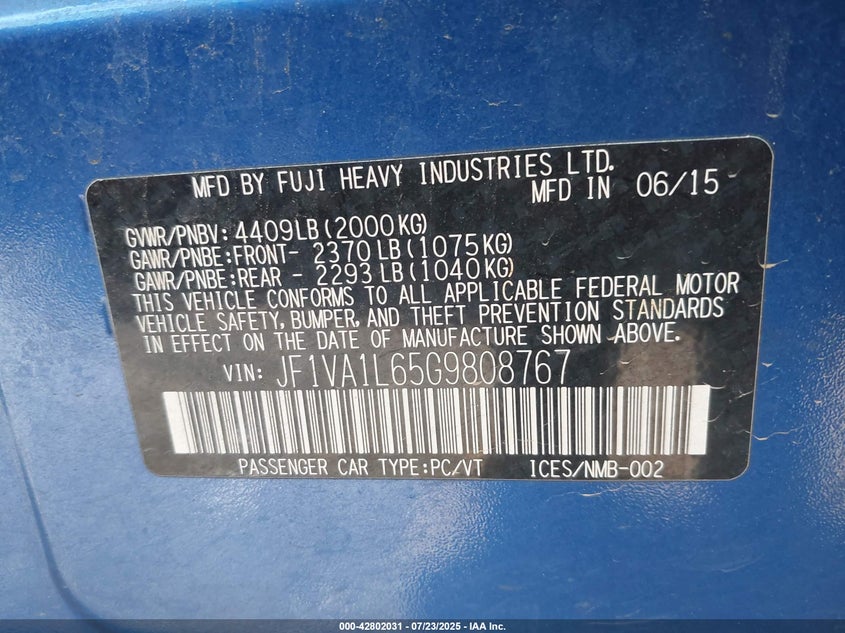 MFD BY FUJI HEAVY INDUSTRIES LTD.
MFD IN 06/15
GVWR/PNBV: 4409LB(2000KG)
GAWR/PNBE:FRONT- 2370LB(1075KG)
GAWR/PNBE:REAR - 2293LB(1040KG)
THIS VEHICLE CONFORMS TO ALL APPLICABLE FEDERAL MOTOR
VEHICLE SAFETY, BUMPER, AND THEFT PREVENTION STANDARDS
IN EFFECT ON THE DATE OF MANUFACTURE SHOWN ABOVE.
VIN: JF1VA1L65G9808767
PASSENGER CAR TYPE:PC/VT ICES/NMB-002
000-42802031 - 07/23/2025 - IAA Inc.